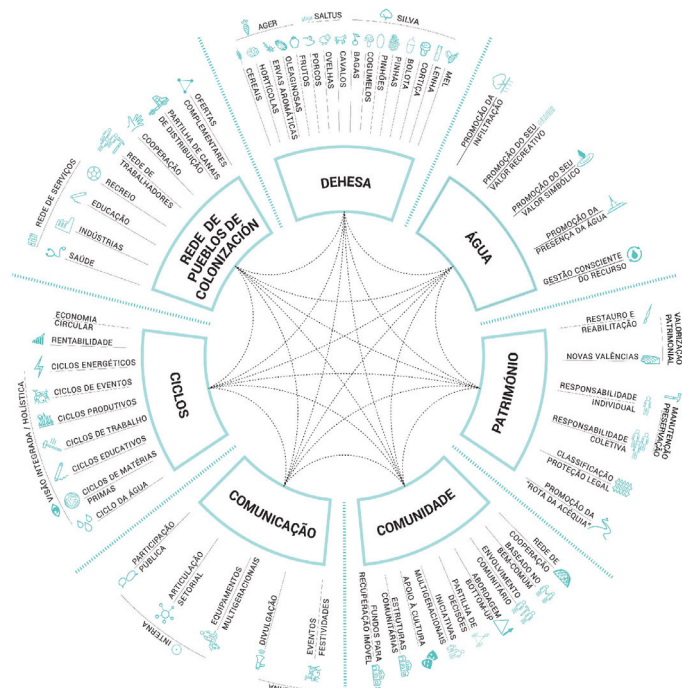 AGER
SALTUS
SILVA
CEREAIS
HORTÍCOLAS
ERVAS AROMÁTICAS
OLEAGINOSAS
FRUTOS
PORCOS
OVELHAS
CAVALOS
BAGAS
COGUMELOS
PINHÕES
PINHAS
BOLOTA
CORTIÇA
LENHA
MEL
DEHESA
PROMOÇÃO DA
INFILTRAÇÃO
PROMOÇÃO DO SEU
VALOR RECREATIVO
PROMOÇÃO DO SEU
VALOR SIMBÓLICO
PROMOÇÃO DA
PRESENÇA DA ÁGUA
GESTÃO CONSCIENTE
DO RECURSO
ÁGUA
RESTAURO E
REABILITAÇÃO
NOVAS VALÊNCIAS
VALORIZAÇÃO
PATRIMONIAL
RESPONSABILIDADE
INDIVIDUAL
RESPONSABILIDADE
COLETIVA
CLASSIFICAÇÃO
PROTEÇÃO LEGAL
PROMOÇÃO DA
"ROTA DA ACÉQUIA"
MANUTENÇÃO
PRESERVAÇÃO
PATRIMÓNIO
REDE DE
COOPERAÇÃO
BASEADO NO
BEM-COMUM
ENVOLVIMENTO
COMUNITÁRIO
ABORDAGEM
BOTTOM-UP
PARTILHA DE
DECISÕES
INICIATIVAS
MULTIGERACIONAIS
APOIO À CULTURA
ESTRUTURAS
COMUNITÁRIAS
FUNDOS PARA
RECUPERAÇÃO IMÓVEL
COMUNIDADE
EVENTOS
FESTIVIDADES
DIVULGAÇÃO
EQUIPAMENTOS
MULTIGERACIONAIS
ARTICULAÇÃO
SETORIAL
PARTICIPAÇÃO
PÚBLICA
INTERNA
COMUNICAÇÃO
ECONOMIA
CIRCULAR
RENTABILIDADE
CICLOS ENERGÉTICOS
CICLOS DE EVENTOS
CICLOS PRODUTIVOS
CICLOS DE TRABALHO
CICLOS EDUCATIVOS
CICLOS DE MATÉRIAS
PRIMAS
CICLO DA ÁGUA
VISÃO INTEGRADA HOLÍSTICA
CICLOS
REDE DE SERVIÇOS
SAÚDE
INDÚSTRIAS
EDUCAÇÃO
RECREIO
REDE DE
TRABALHADORES
COOPERAÇÃO
PARTILHA DE CANAIS
DE DISTRIBUIÇÃO
OFERTAS
COMPLEMENTARES
REDE DE
PUEBLOS DE
COLONIZACIÓN